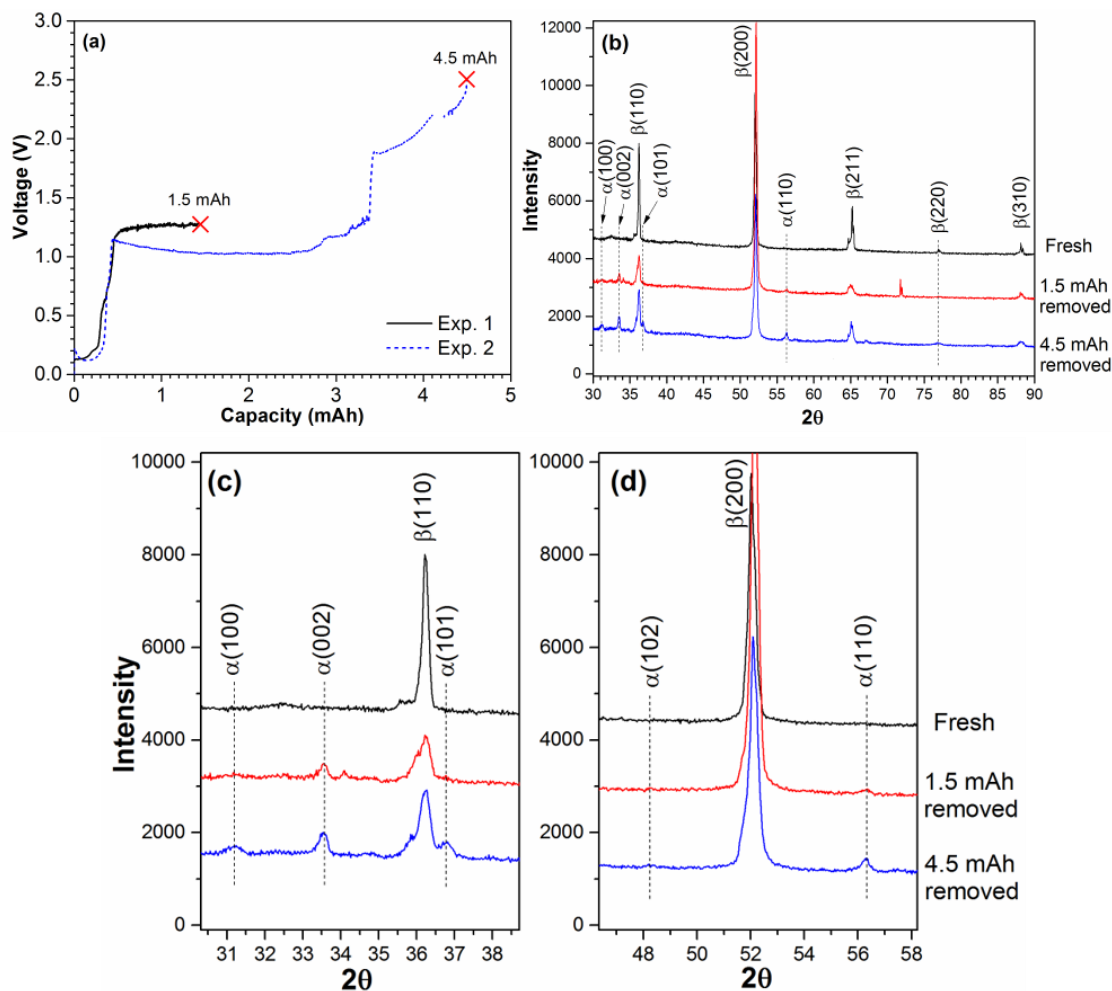 (a)
4.5 mAh
1.5 mAh
Exp. 1
Exp. 2
Voltage (V)
3.0
2.5
2.0
1.5
1.0
0.5
0.0
0 1 2 3 4 5
Capacity (mAh)
(b)
12000
10000
8000
6000
4000
2000
0
Intensity
α(100)
α(002)
β(110)
α(101)
β(200)
α(110)
β(211)
β(220)
β(310)
Fresh
1.5 mAh
removed
4.5 mAh
removed
30 35 40 45 50 55 60 65 70 75 80 85 90
2θ
(c)
10000
8000
6000
4000
2000
0
Intensity
α(100)
α(002)
β(110)
α(101)
31 32 33 34 35 36 37 38
2θ
(d)
10000
8000
6000
4000
2000
0
α(102)
β(200)
α(110)
Fresh
1.5 mAh
removed
4.5 mAh
removed
48 50 52 54 56 58
2θ